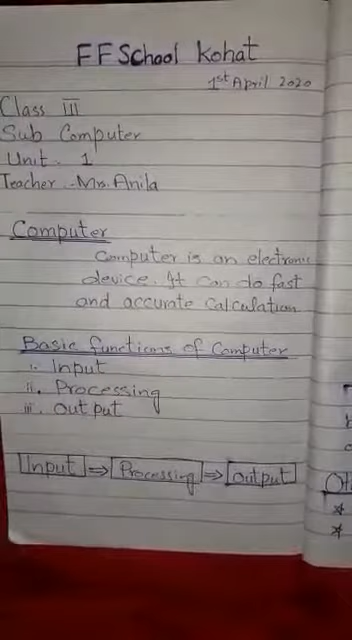 FF School Kohat
1st April 2020
Class III
Sub Computer
Unit . 1
Teacher - Mrs. Anila
Computer
Computer is an electronic
device. It can do fast
and accurate Calculation
Basic functions of Computer
i. Input
ii. Processing
iii. output
Input ⇒ Processing ⇒ output